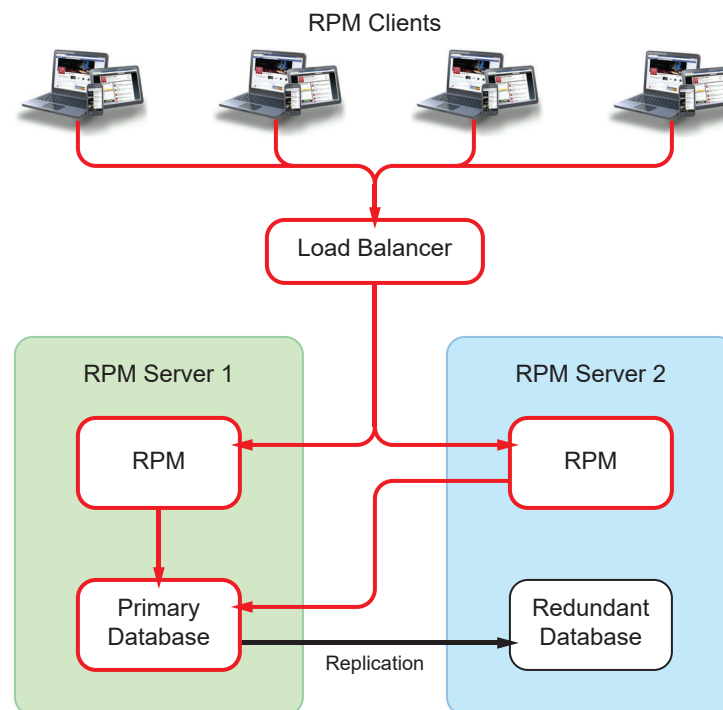 RPM Clients
Load Balancer
RPM Server 1
RPM Server 2
RPM
RPM
Primary
Database
Redundant
Database
Replication